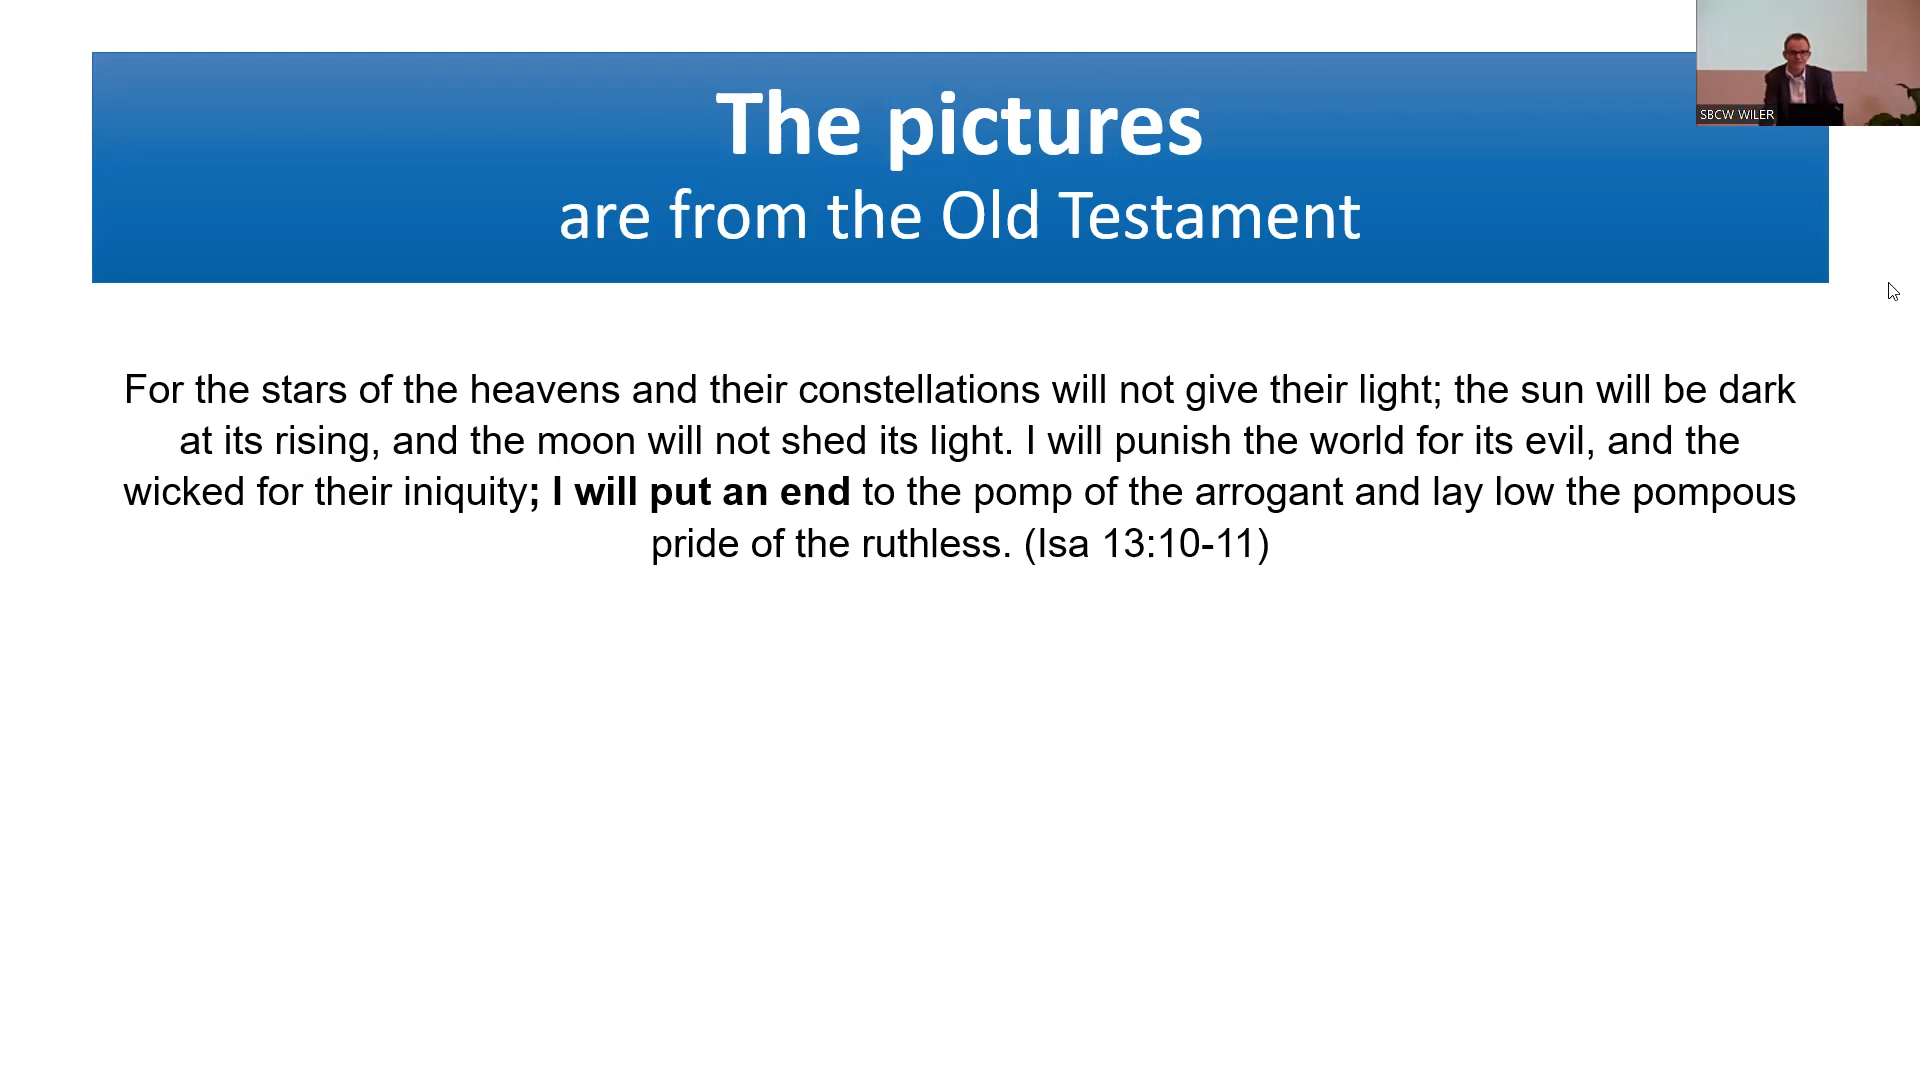 The pictures
are from the Old Testament
SBCW WILER
For the stars of the heavens and their constellations will not give their light; the sun will be dark
at its rising, and the moon will not shed its light. I will punish the world for its evil, and the
wicked for their iniquity; I will put an end to the pomp of the arrogant and lay low the pompous
pride of the ruthless. (Isa 13:10-11)